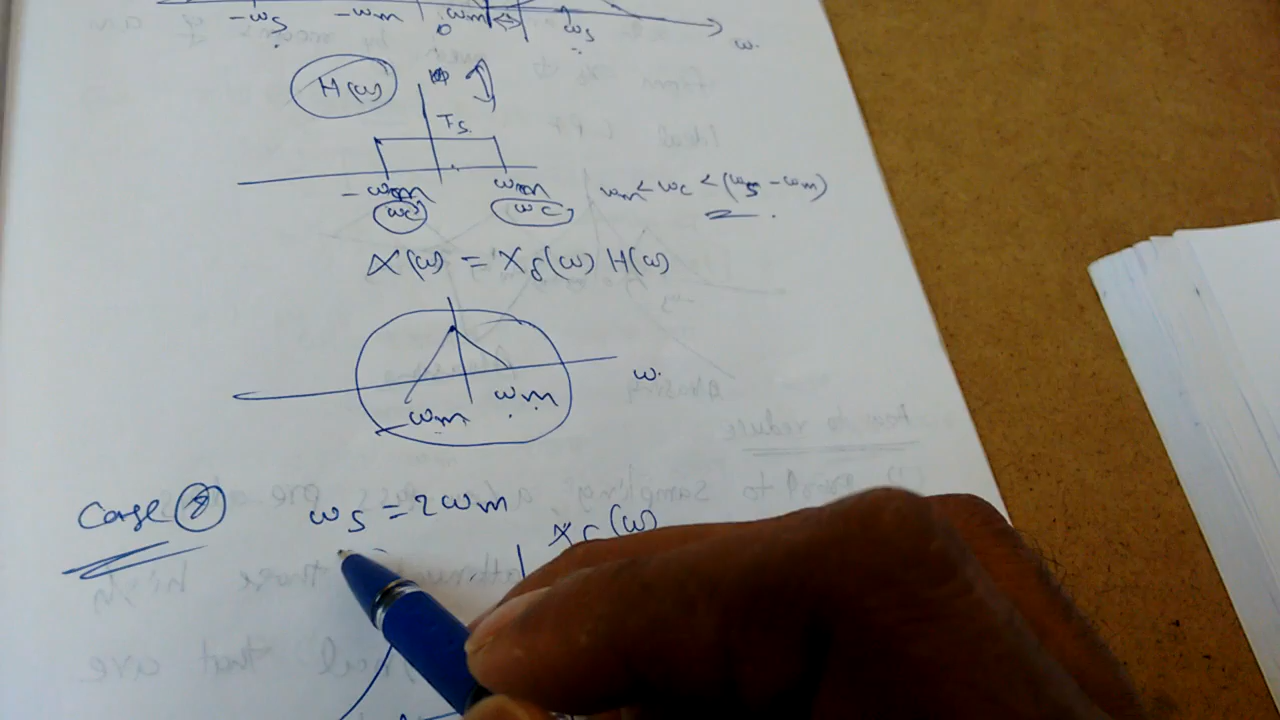 -ωs -ωm 0 ωm ωs ω.
H(ω)
Ts
-ωm ωm ωm < ωc < (ωs - ωm)
ωc ωc
X(ω) = Xδ(ω) H(ω)
ω.
-ωm ωm
Case ② ωs = 2ωm